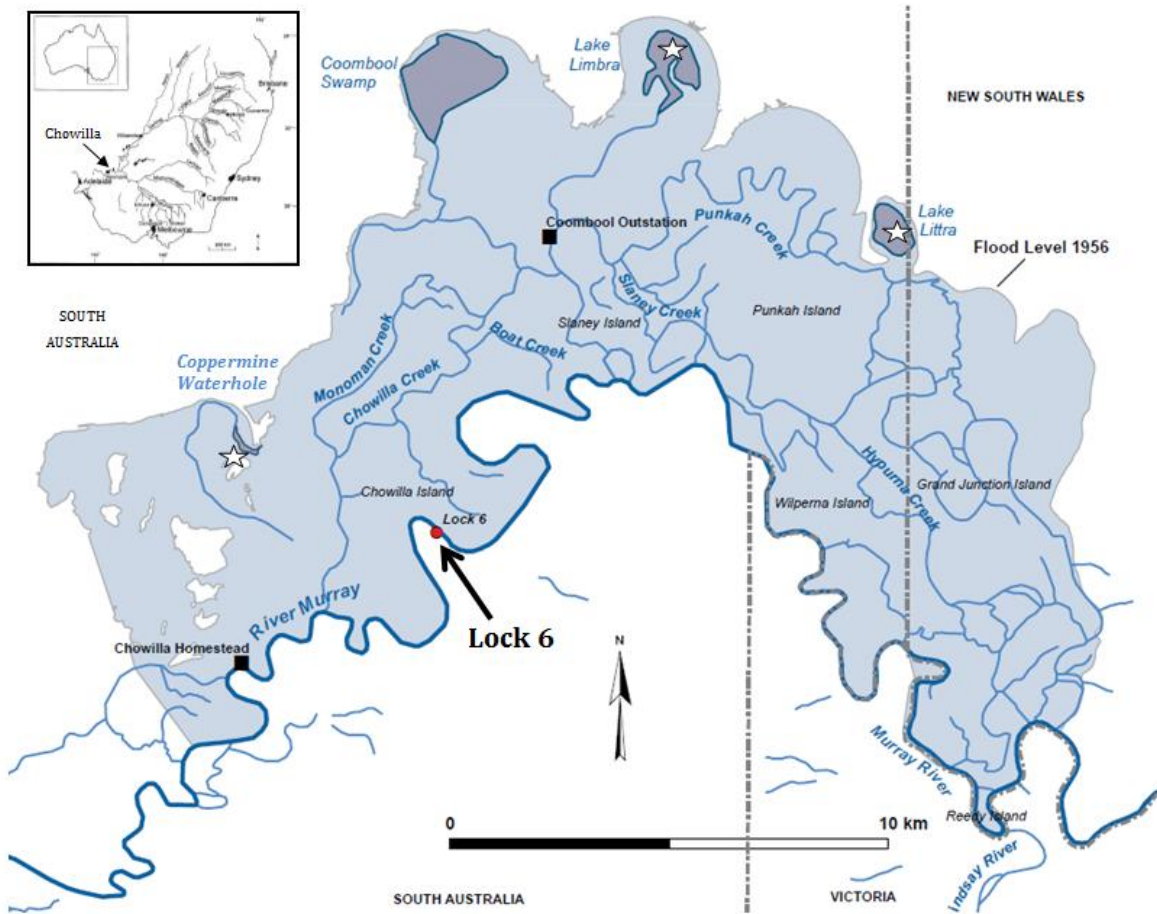 Chowilla
Brisbane
Adelaide
Sydney
Canberra
Melbourne
Coombool
Swamp
Lake
Limbra
NEW SOUTH WALES
Lake
Littra
Flood Level 1956
Coombool Outstation
Punkah Creek
Slaney Creek
Punkah Island
Slaney Island
Boat Creek
SOUTH
AUSTRALIA
Monoman Creek
Chowilla Creek
Coppermine
Waterhole
Hypurna Creek
Grand Junction Island
Wilperna Island
Chowilla Island
Lock 6
River Murray
Lock 6
N
Chowilla Homestead
Murray River
Reedy Island
0
10 km
Lindsay River
SOUTH AUSTRALIA
VICTORIA